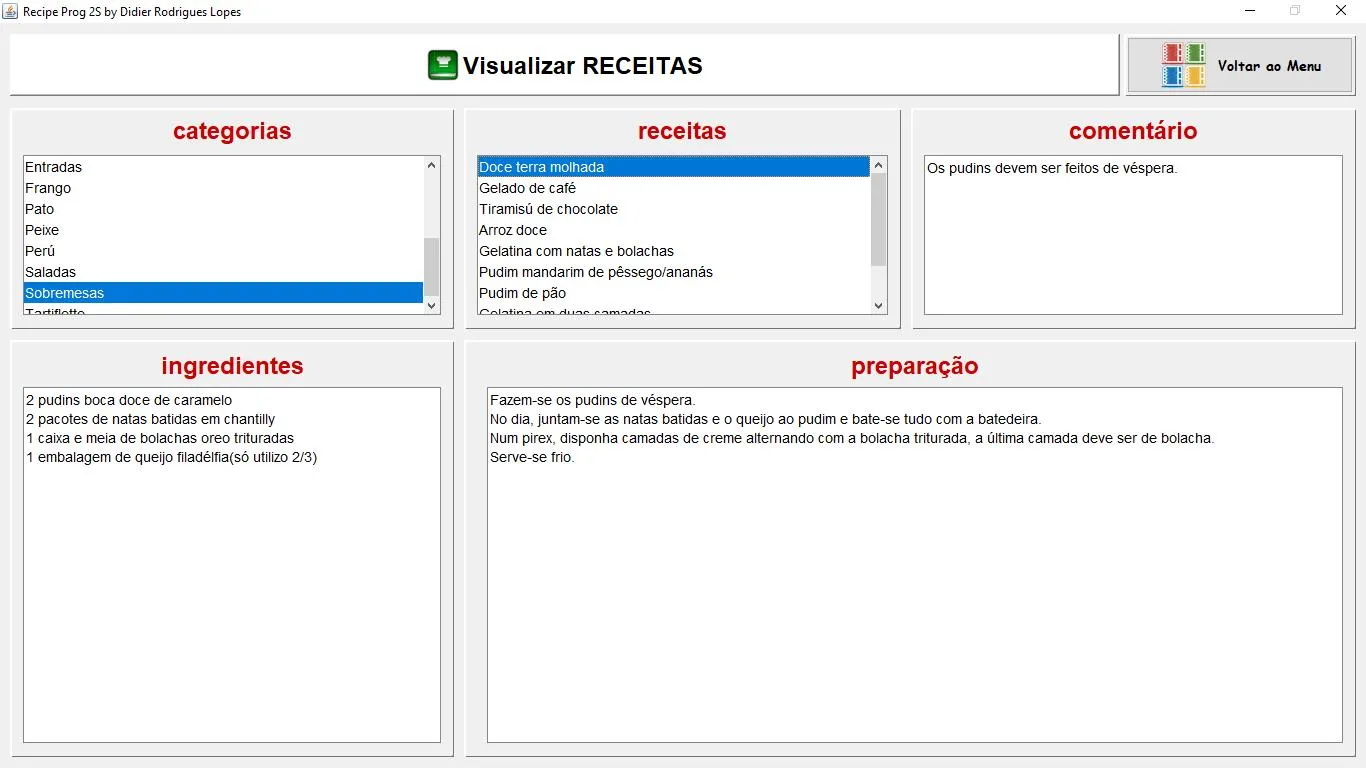 Recipe Prog 2S by Didier Rodrigues Lopes
Visualizar RECEITAS
Voltar ao Menu
categorias
Entradas
Frango
Pato
Peixe
Perú
Saladas
Sobremesas
Tartiflette
receitas
Doce terra molhada
Gelado de café
Tiramisú de chocolate
Arroz doce
Gelatina com natas e bolachas
Pudim mandarim de pêssego/ananás
Pudim de pão
Gelatina em duas camadas
comentário
Os pudins devem ser feitos de véspera.
ingredientes
2 pudins boca doce de caramelo
2 pacotes de natas batidas em chantilly
1 caixa e meia de bolachas oreo trituradas
1 embalagem de queijo filadélfia(só utilizo 2/3)
preparação
Fazem-se os pudins de véspera.
No dia, juntam-se as natas batidas e o queijo ao pudim e bate-se tudo com a batedeira.
Num pirex, disponha camadas de creme alternando com a bolacha triturada, a última camada deve ser de bolacha.
Serve-se frio.